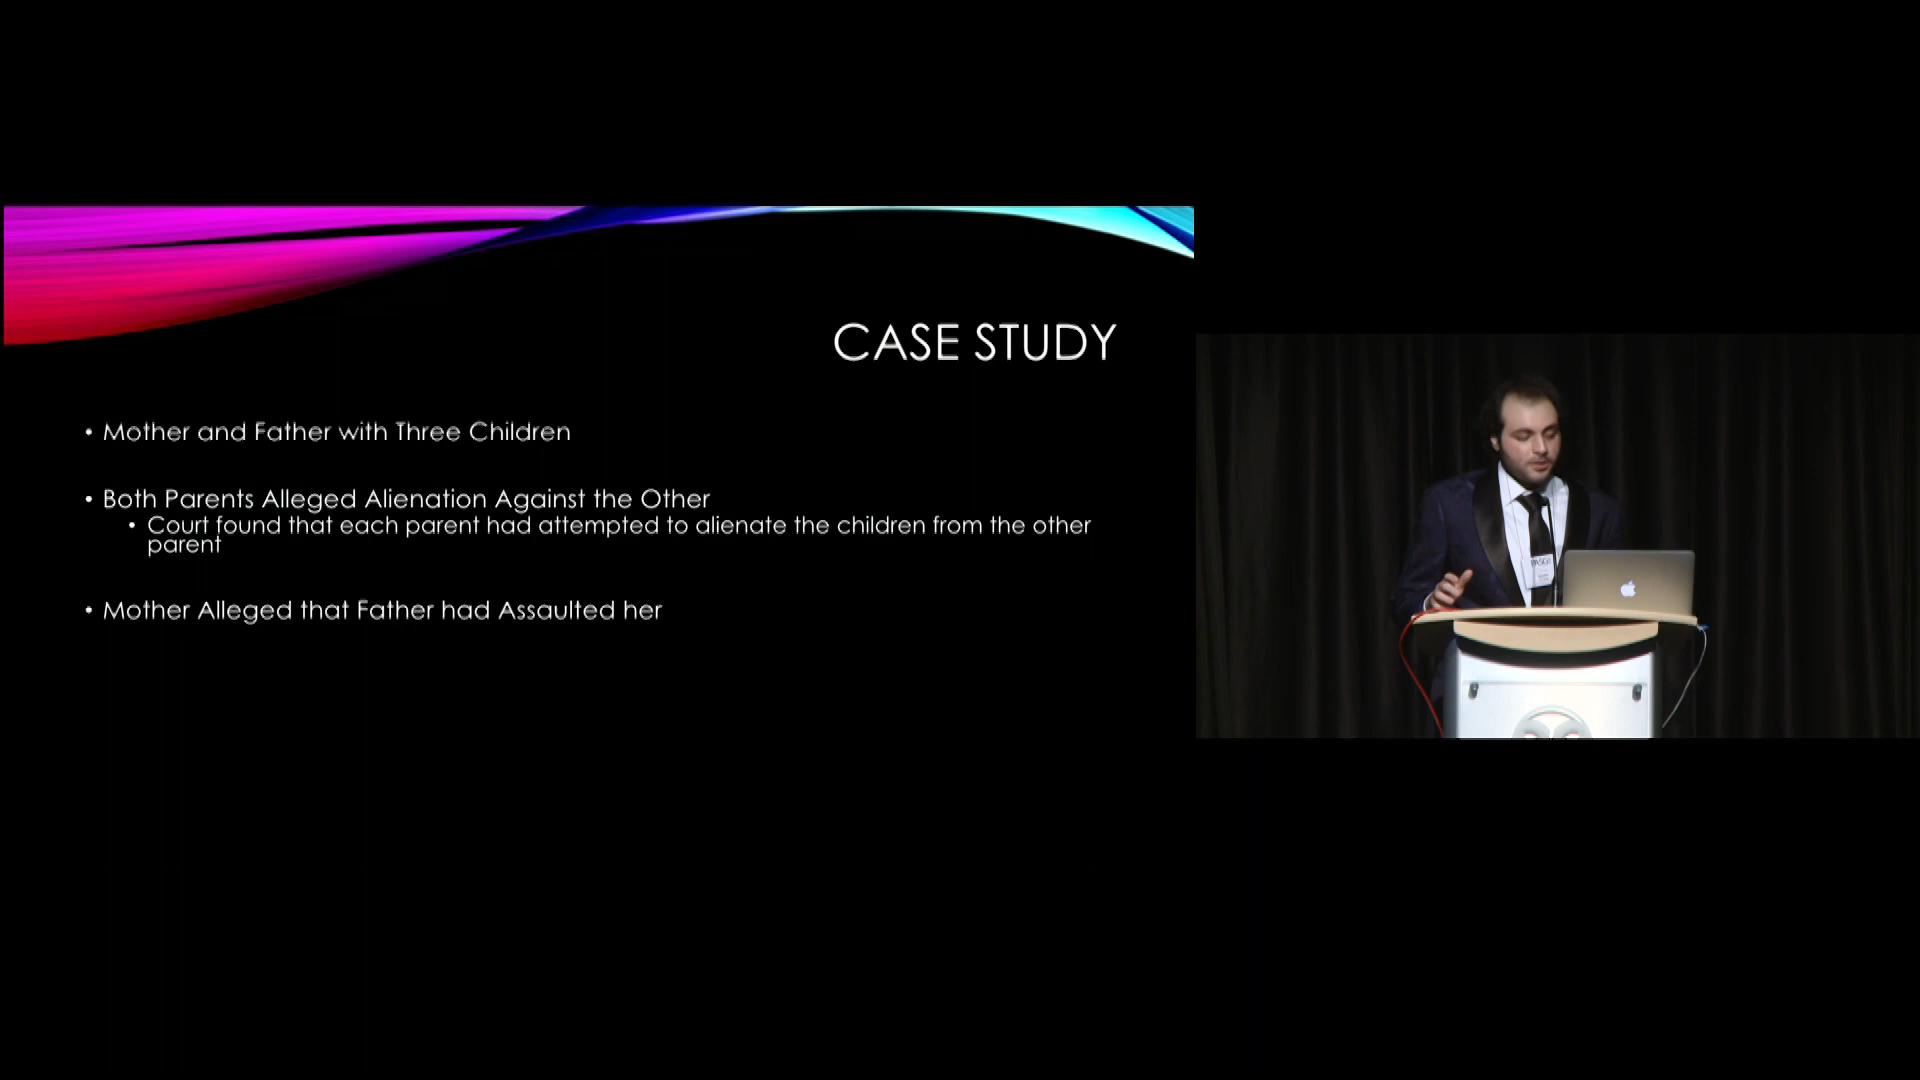 CASE STUDY
• Mother and Father with Three Children
• Both Parents Alleged Alienation Against the Other
• Court found that each parent had attempted to alienate the children from the other
parent
• Mother Alleged that Father had Assaulted her